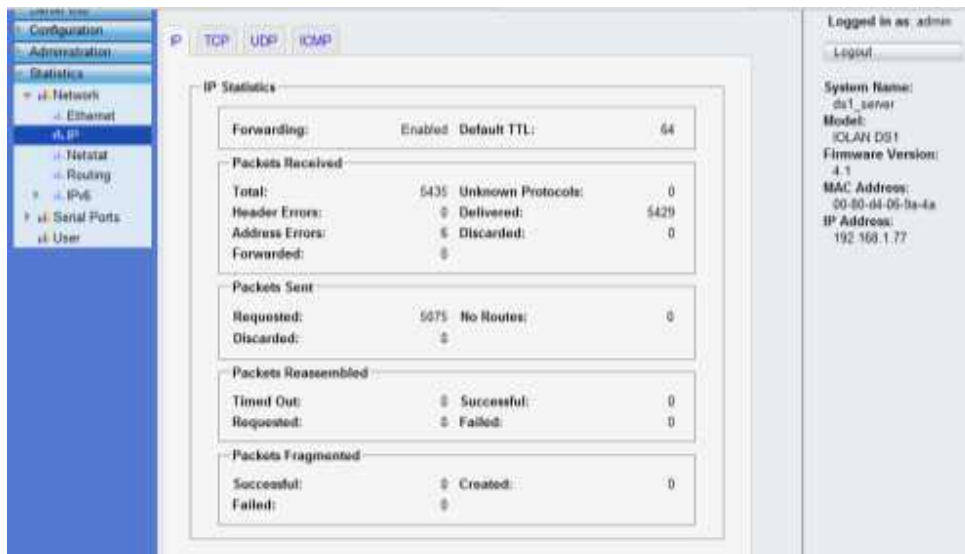 Configuration
Administration
Statistics
Network
Ethernet
IP
Netstat
Routing
IPv6
Serial Ports
User
IP TCP UDP ICMP
IP Statistics
Forwarding: Enabled Default TTL: 64
Packets Received
Total: 5435 Unknown Protocols: 0
Header Errors: 0 Delivered: 5429
Address Errors: 6 Discarded: 0
Forwarded: 0
Packets Sent
Requested: 5075 No Routes: 0
Discarded: 0
Packets Reassembled
Timed Out: 0 Successful: 0
Requested: 0 Failed: 0
Packets Fragmented
Successful: 0 Created: 0
Failed: 0
Logged in as admin
Logout
System Name:
ds1_server
Model:
IOLAN DS1
Firmware Version:
4.1
MAC Address:
00-80-d4-06-9a-4a
IP Address:
192.168.1.77